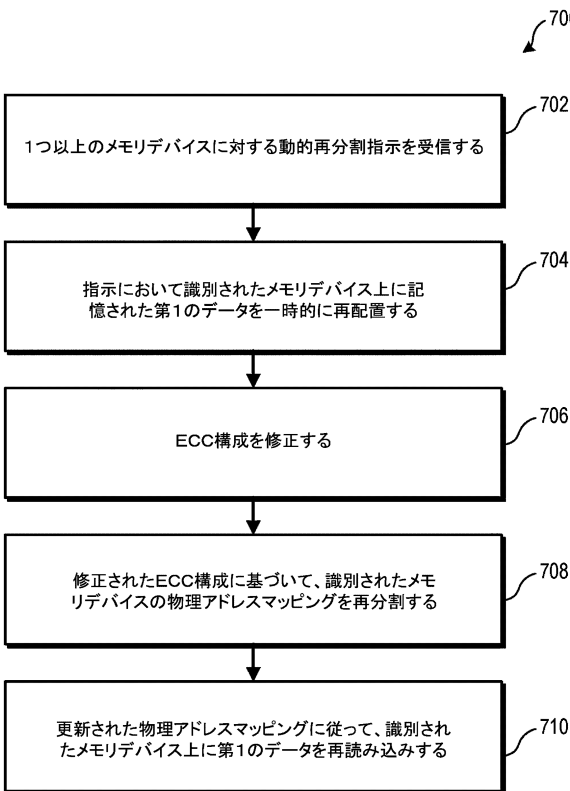 700
702
1つ以上のメモリデバイスに対する動的再分割指示を受信する
704
指示において識別されたメモリデバイス上に記
憶された第1のデータを一時的に再配置する
706
ECC構成を修正する
708
修正されたECC構成に基づいて、識別されたメモ
リデバイスの物理アドレスマッピングを再分割する
710
更新された物理アドレスマッピングに従って、識別され
たメモリデバイス上に第1のデータを再読み込みする